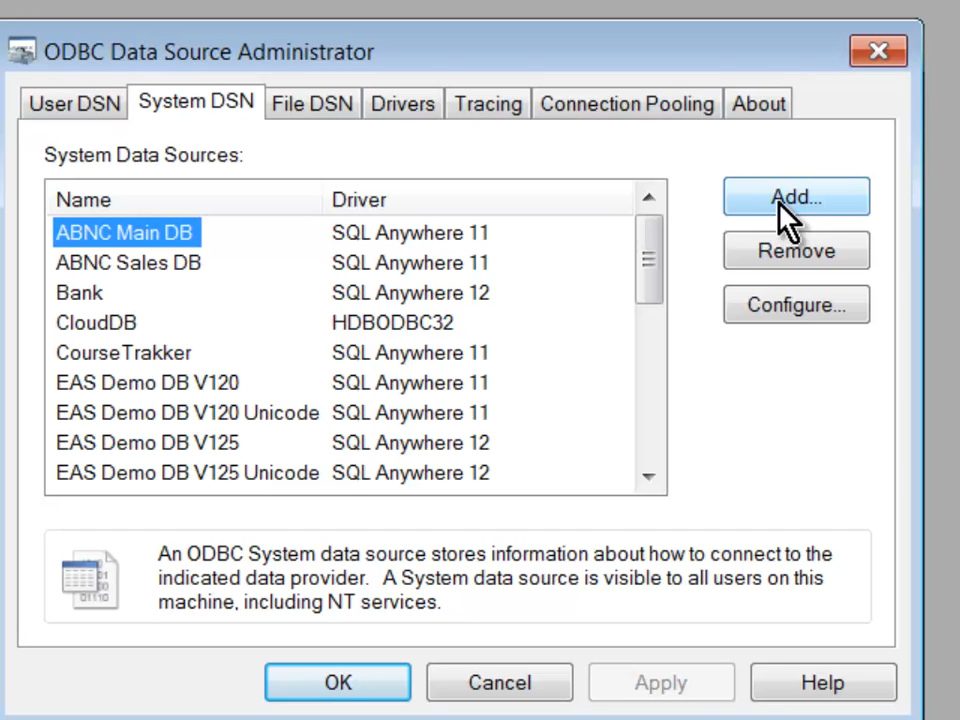 ODBC Data Source Administrator
User DSN System DSN File DSN Drivers Tracing Connection Pooling About
System Data Sources:
Name Driver
ABNC Main DB SQL Anywhere 11
ABNC Sales DB SQL Anywhere 11
Bank SQL Anywhere 12
CloudDB HDBODBC32
CourseTrakker SQL Anywhere 11
EAS Demo DB V120 SQL Anywhere 11
EAS Demo DB V120 Unicode SQL Anywhere 11
EAS Demo DB V125 SQL Anywhere 12
EAS Demo DB V125 Unicode SQL Anywhere 12
Add...
Remove
Configure...
An ODBC System data source stores information about how to connect to the
indicated data provider. A System data source is visible to all users on this
machine, including NT services.
OK Cancel Apply Help